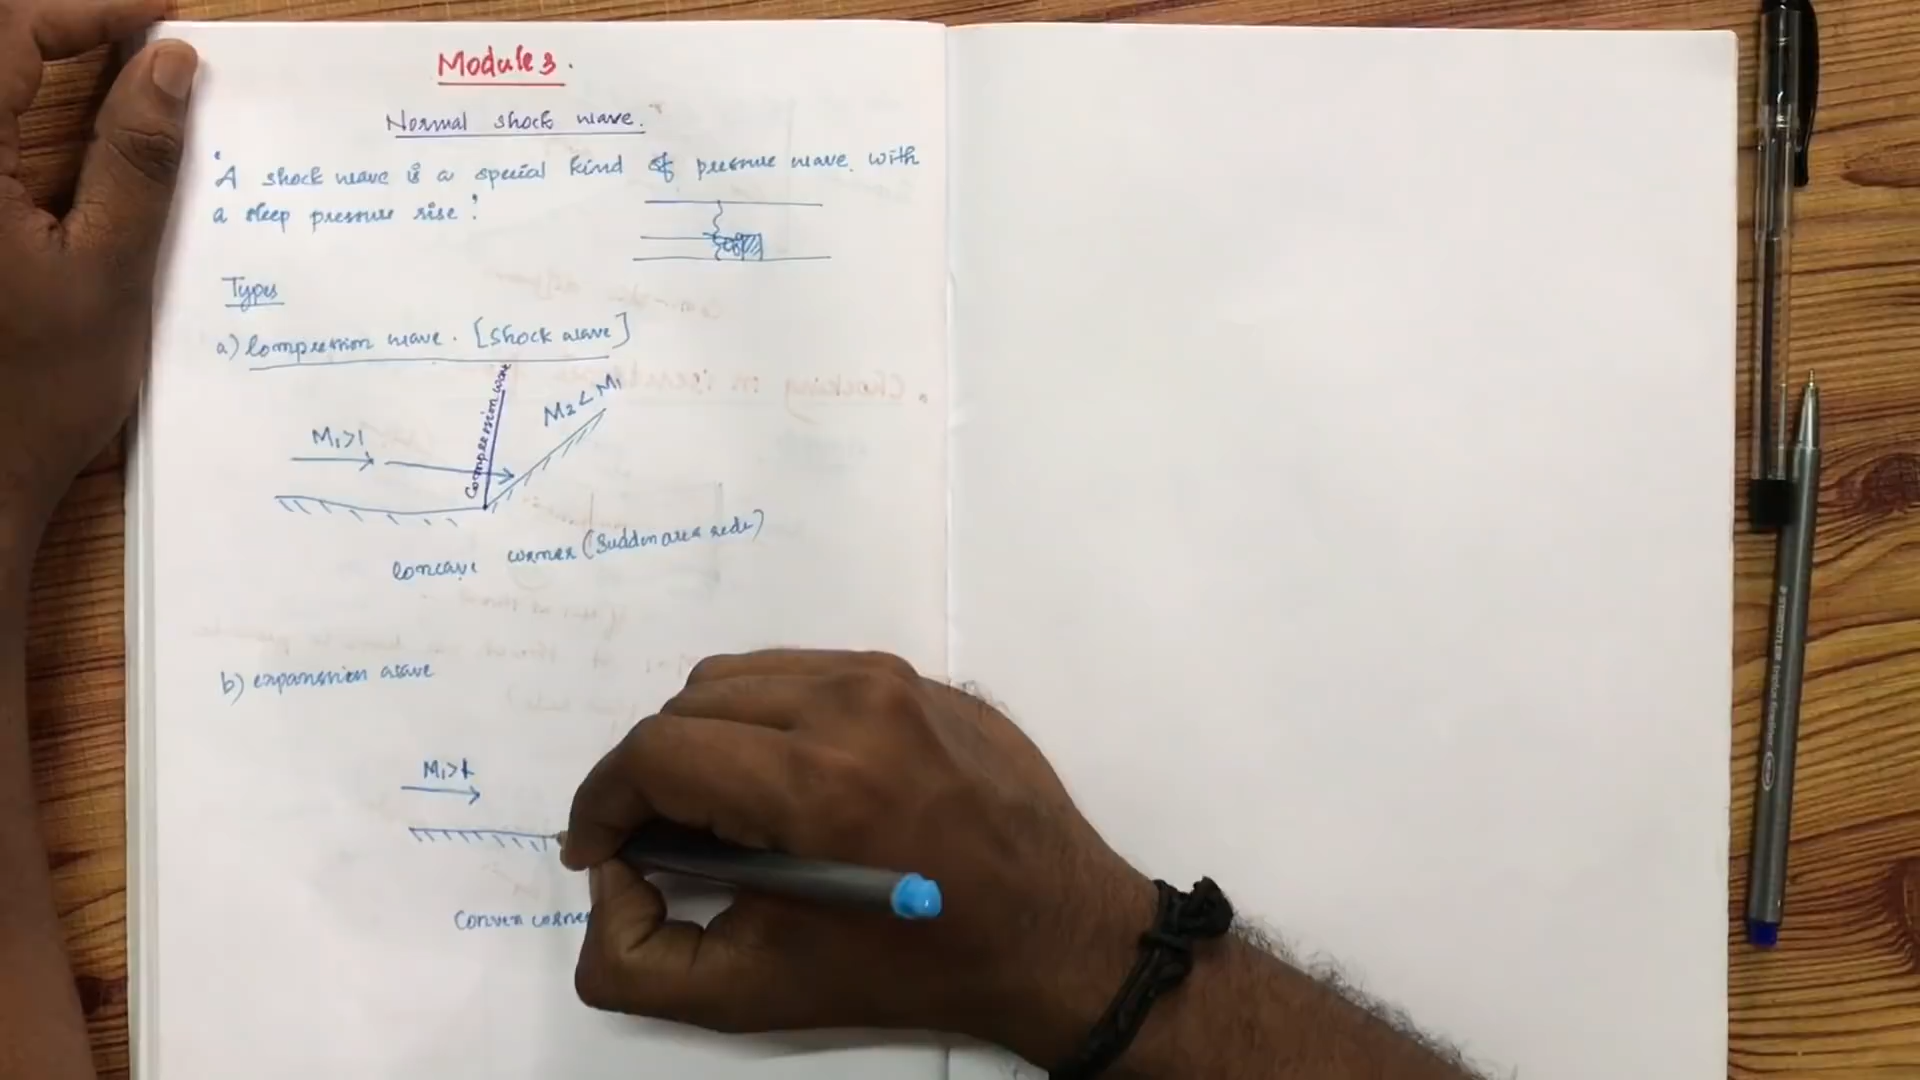 Module 3.
Normal shock wave.
"A shock wave is a special kind of pressure wave with
a steep pressure rise"
Types
a) Compression wave. [Shock wave]
Compression wave
M2 < M1
M1>1
Concave corner (Sudden area redu)
b) expansion wave
M1>1
Convex corner
STAEDTLER